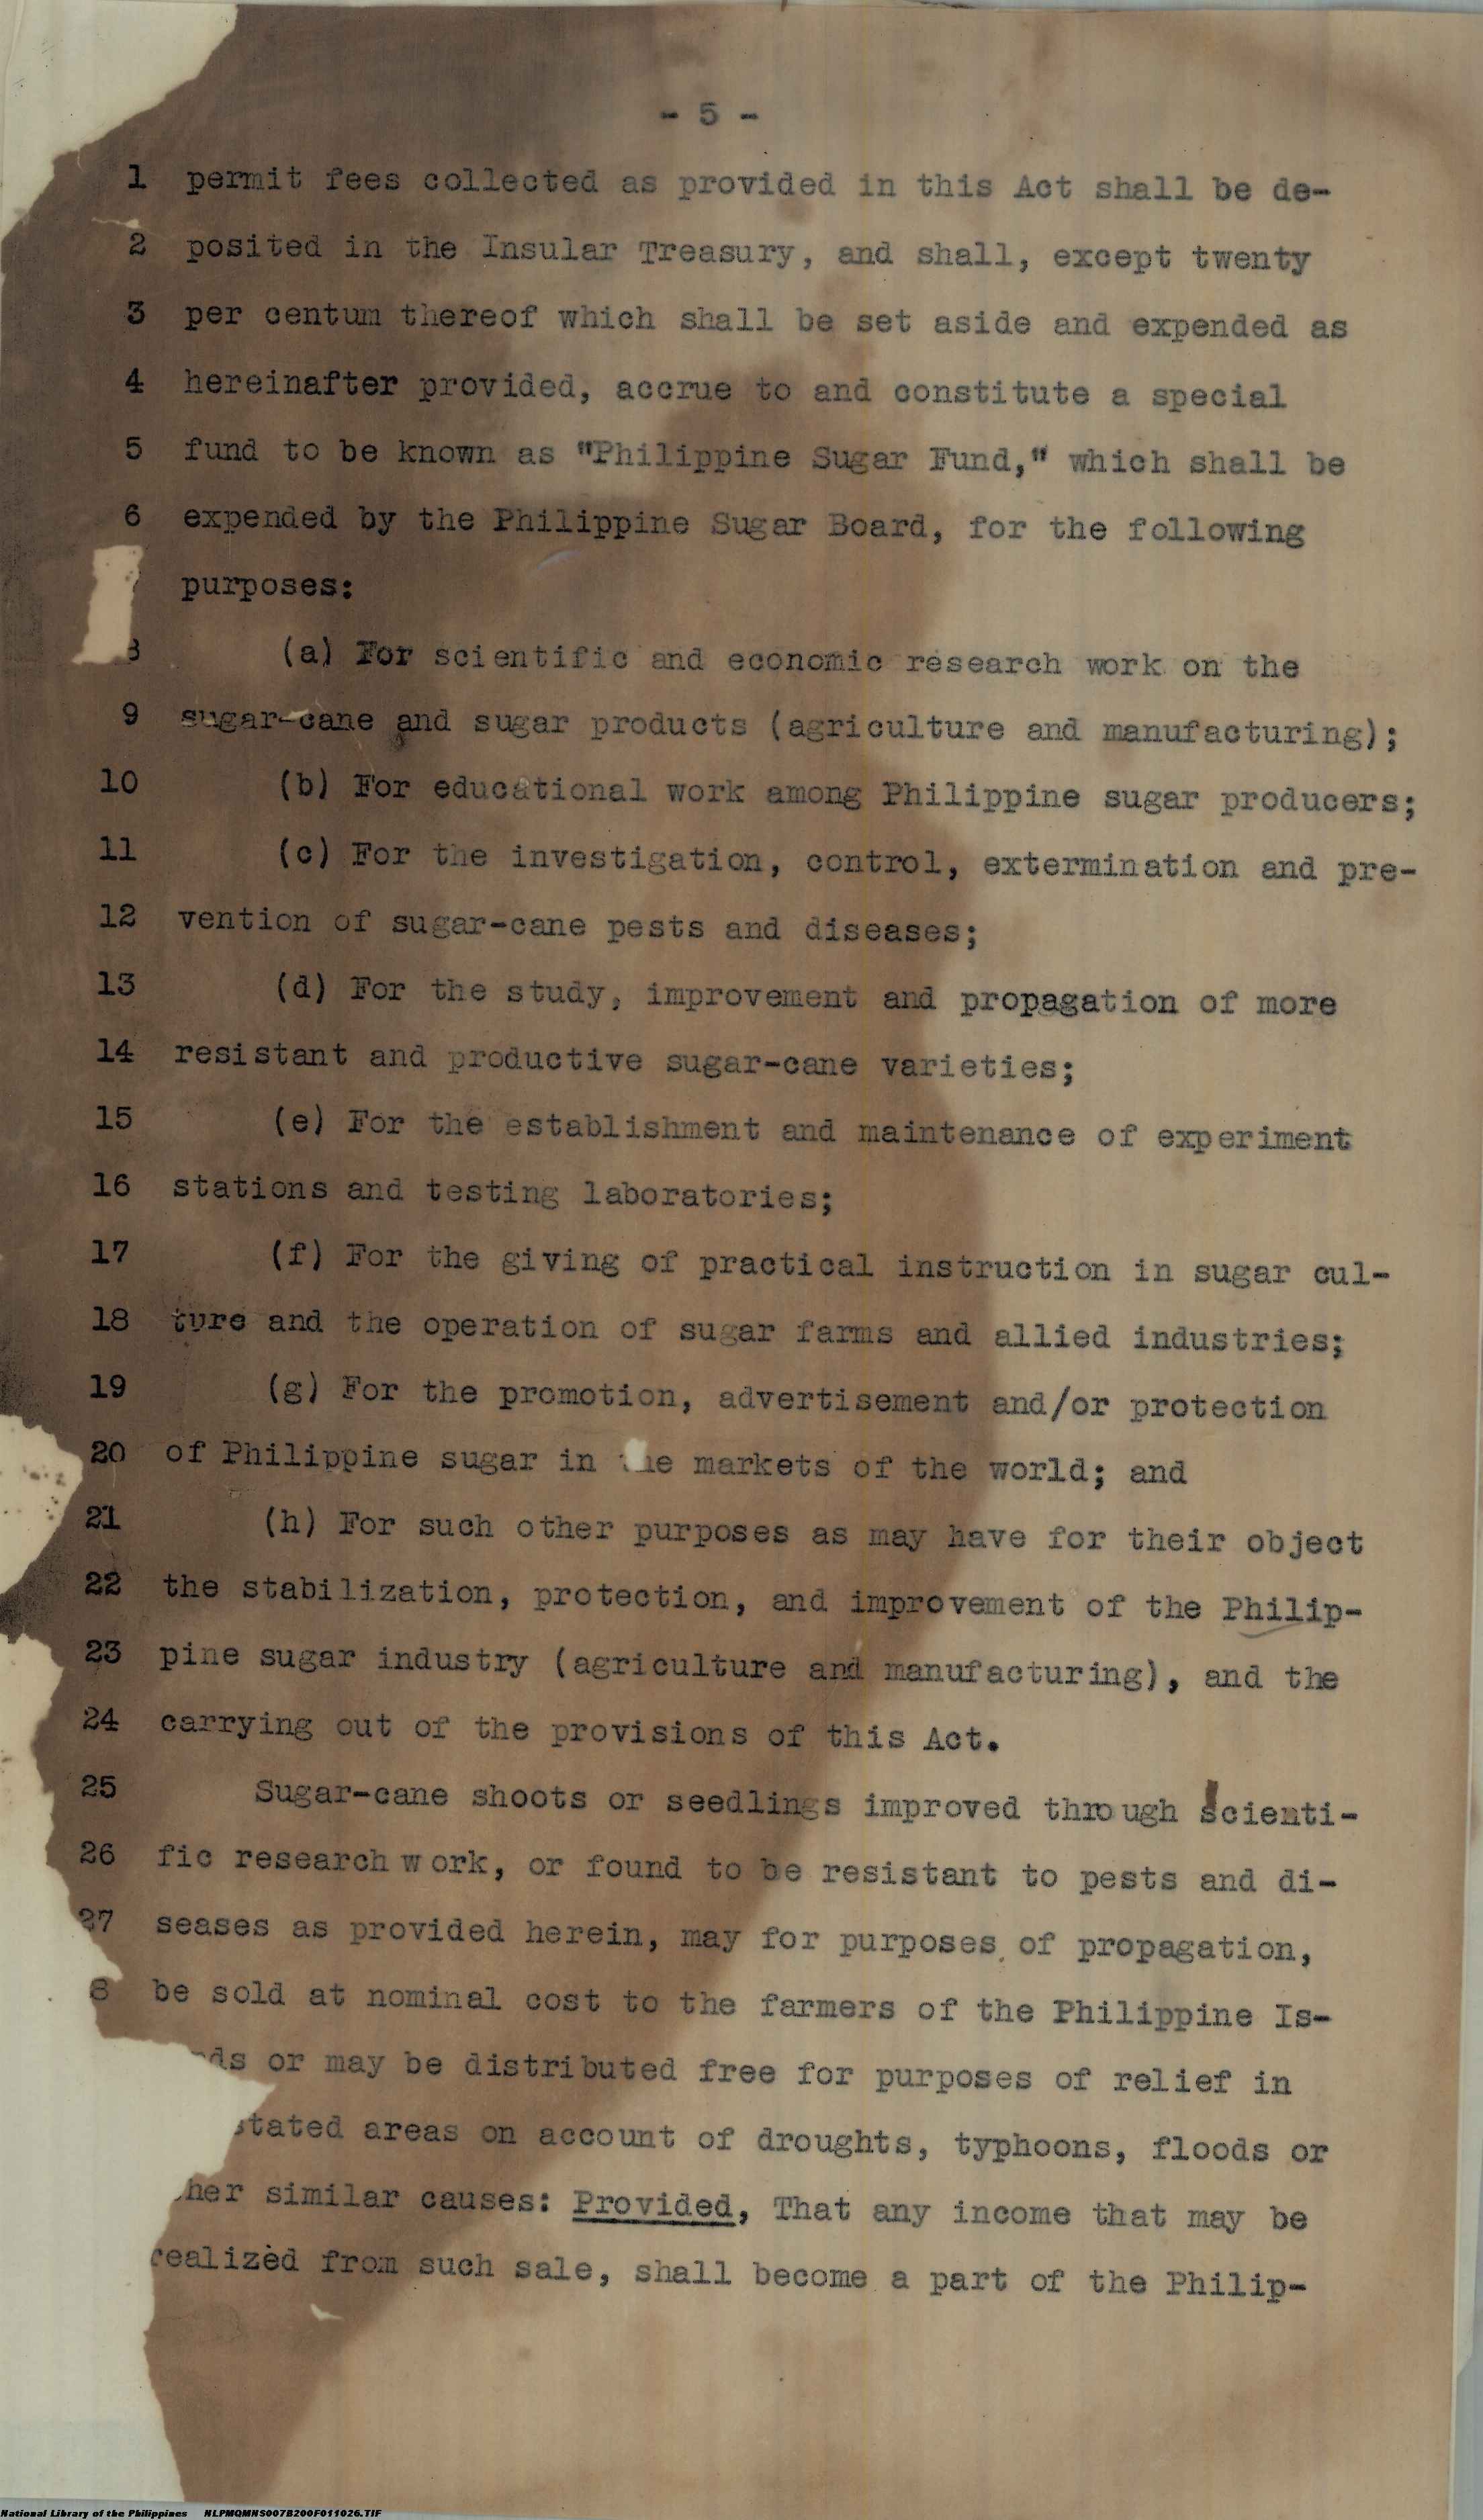 - 5 -
1 permit fees collected as provided in this Act shall be de-
2 posited in the Insular Treasury, and shall, except twenty
3 per centum thereof which shall be set aside and expended as
4 hereinafter provided, accrue to and constitute a special
5 fund to be known as "Philippine Sugar Fund," which shall be
6 expended by the Philippine Sugar Board, for the following
purposes:
8 (a) For scientific and economic research work on the
9 sugar-cane and sugar products (agriculture and manufacturing);
10 (b) For educational work among Philippine sugar producers;
11 (c) For the investigation, control, extermination and pre-
12 vention of sugar-cane pests and diseases;
13 (d) For the study, improvement and propagation of more
14 resistant and productive sugar-cane varieties;
15 (e) For the establishment and maintenance of experiment
16 stations and testing laboratories;
17 (f) For the giving of practical instruction in sugar cul-
18 ture and the operation of sugar farms and allied industries;
19 (g) For the promotion, advertisement and/or protection
20 of Philippine sugar in markets of the world; and
21 (h) For such other purposes as may have for their object
22 the stabilization, protection, and improvement of the Philip-
23 pine sugar industry (agriculture and manufacturing), and the
24 carrying out of the provisions of this Act.
25 Sugar-cane shoots or seedlings improved through scienti-
26 fic research work, or found to be resistant to pests and di-
27 seases as provided herein, may for purposes of propagation,
8 be sold at nominal cost to the farmers of the Philippine Is-
ds or may be distributed free for purposes of relief in
tated areas on account of droughts, typhoons, floods or
her similar causes: Provided, That any income that may be
realized from such sale, shall become a part of the Philip-
National Library of the Philippines NLPMQMNS007B200F011026.TIF